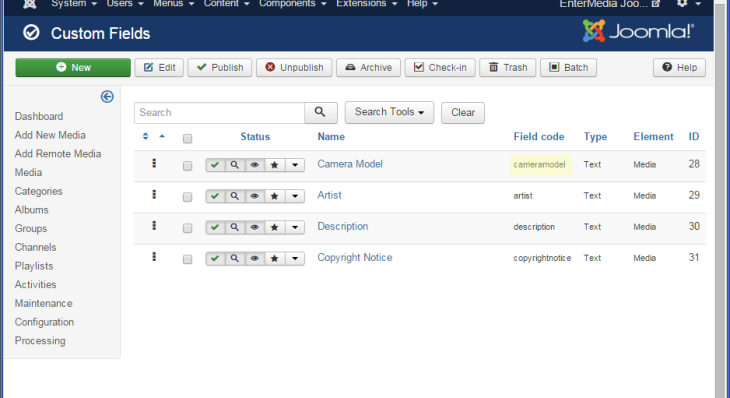 System Users Menus Content Components Extensions Help EnterMedia Joo...
Custom Fields Joomla!
New Edit Publish Unpublish Archive Check-in Trash Batch Help
Search Search Tools Clear
Status Name Field code Type Element ID
Camera Model cameramodel Text Media 28
Artist artist Text Media 29
Description description Text Media 30
Copyright Notice copyrightnotice Text Media 31
Dashboard
Add New Media
Add Remote Media
Media
Categories
Albums
Groups
Channels
Playlists
Activities
Maintenance
Configuration
Processing